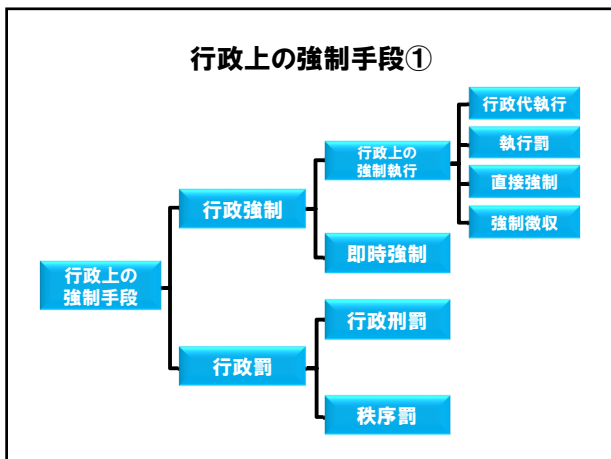 行政上の強制手段①
行政代執行
執行罰
行政上の
強制執行
直接強制
強制徴収
行政強制
即時強制
行政上の
強制手段
行政刑罰
行政罰
秩序罰